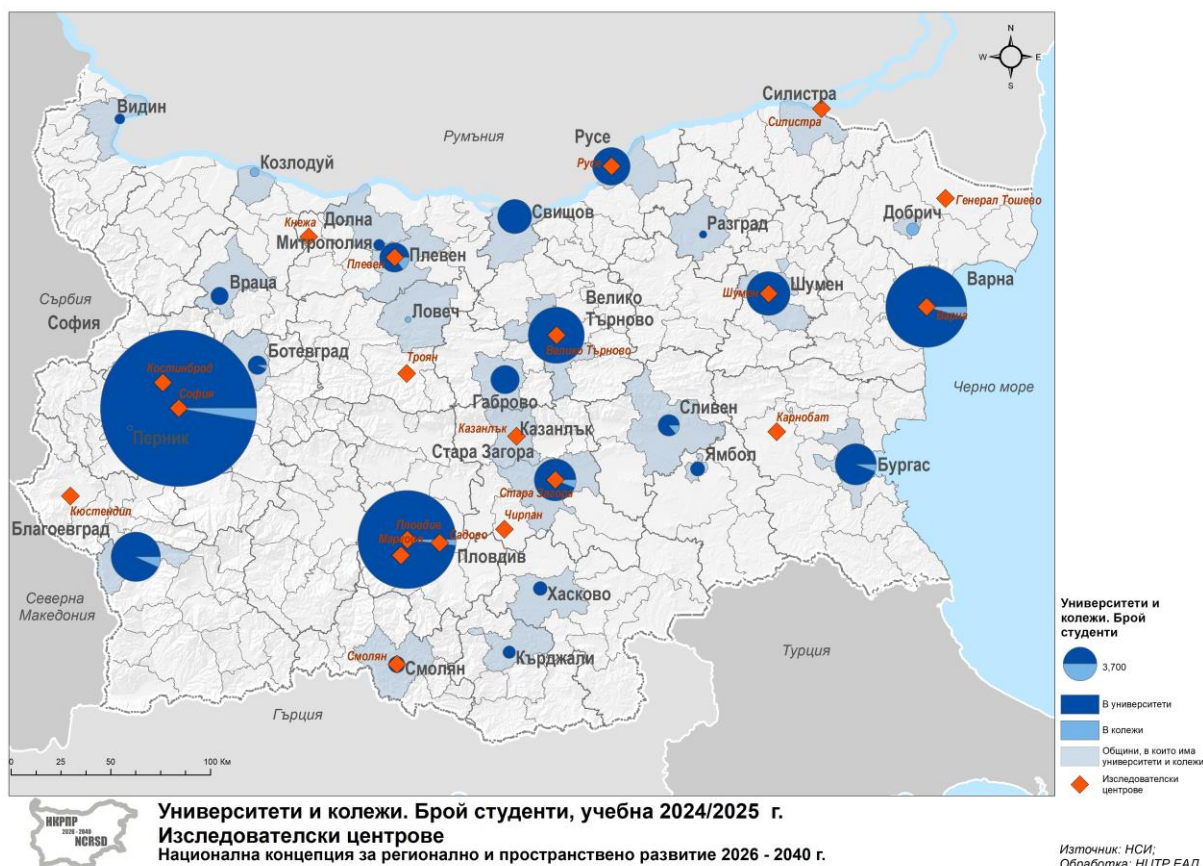 N
W
E
S
Силистра
Силистра
Видин
Румъния
Русе
Русе
Козлодуй
Генерал Тошево
Свищов
Разград
Добрич
Кнежа
Долна
Митрополия
Плевен
Плевен
Враца
Шумен
Шумен
Варна
Варна
Сърбия
София
Ловеч
Велико
Търново
Велико Търново
Ботевград
Троян
Костинброд
София
Перник
Габрово
Черно море
Сливен
Карнобат
Казанлък
Казанлък
Стара Загора
Ямбол
Бургас
Стара Загора
Кюстендил
Благоевград
Чирпан
Пловдив
Садово
Пловдив
Хасково
Северна
Македония
Смолян
Смолян
Кърджали
Турция
Гърция
0 25 50 100 Км
Университети и
колежи. Брой
студенти
3,700
В университети
В колежи
Общини, в които има
университети и колежи
Изследователски
центрове
НКРПР
2026 - 2040
NCRSD
Университети и колежи. Брой студенти, учебна 2024/2025 г.
Изследователски центрове
Национална концепция за регионално и пространствено развитие 2026 - 2040 г.
Източник: НСИ;
Обработка: НЦТР ЕАД